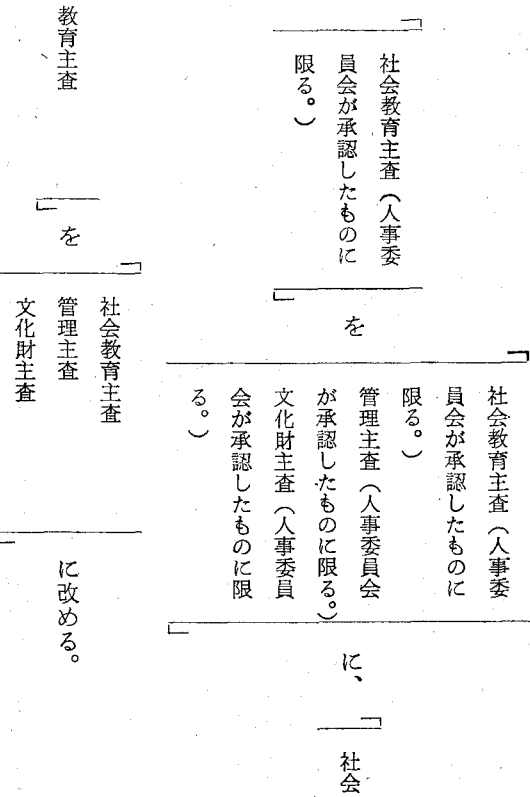 「
社会教育主査（人事委
員会が承認したものに
限る。）
」
を
「
社会教育主査（人事委
員会が承認したものに
限る。）
管理主査（人事委員会
が承認したものに限る。）
文化財主査（人事委員
会が承認したものに限
る。）
」
に、
「
社会
教育主査
」
を
「
社会教育主査
管理主査
文化財主査
」
に改める。